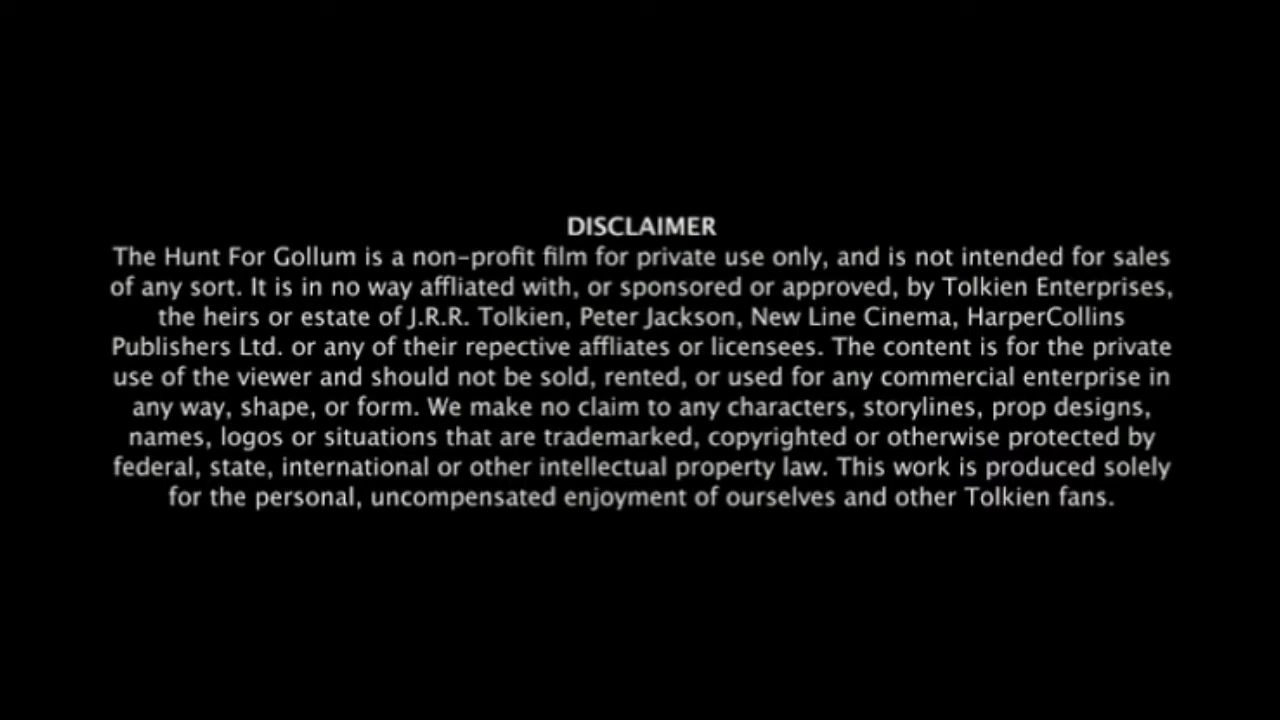 DISCLAIMER
The Hunt For Gollum is a non-profit film for private use only, and is not intended for sales
of any sort. It is in no way affliated with, or sponsored or approved, by Tolkien Enterprises,
the heirs or estate of J.R.R. Tolkien, Peter Jackson, New Line Cinema, HarperCollins
Publishers Ltd. or any of their repective affliates or licensees. The content is for the private
use of the viewer and should not be sold, rented, or used for any commercial enterprise in
any way, shape, or form. We make no claim to any characters, storylines, prop designs,
names, logos or situations that are trademarked, copyrighted or otherwise protected by
federal, state, international or other intellectual property law. This work is produced solely
for the personal, uncompensated enjoyment of ourselves and other Tolkien fans.